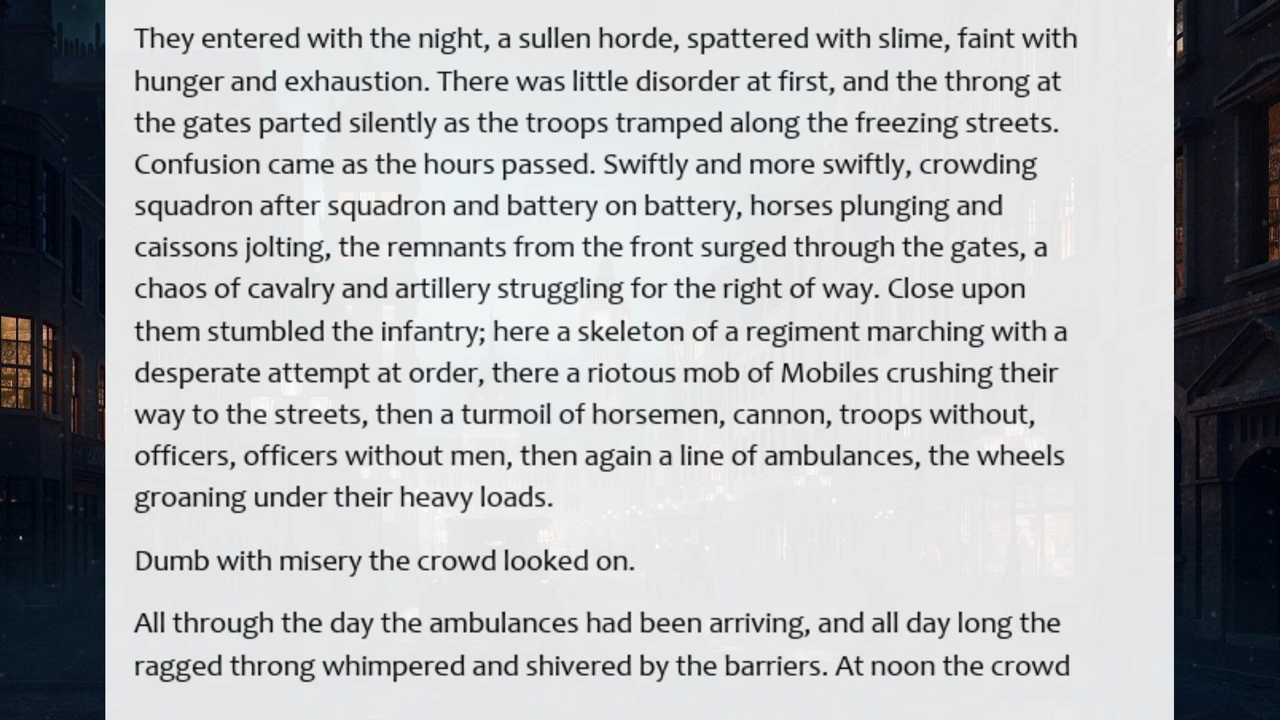 They entered with the night, a sullen horde, spattered with slime, faint with
hunger and exhaustion. There was little disorder at first, and the throng at
the gates parted silently as the troops tramped along the freezing streets.
Confusion came as the hours passed. Swiftly and more swiftly, crowding
squadron after squadron and battery on battery, horses plunging and
caissons jolting, the remnants from the front surged through the gates, a
chaos of cavalry and artillery struggling for the right of way. Close upon
them stumbled the infantry; here a skeleton of a regiment marching with a
desperate attempt at order, there a riotous mob of Mobiles crushing their
way to the streets, then a turmoil of horsemen, cannon, troops without,
officers, officers without men, then again a line of ambulances, the wheels
groaning under their heavy loads.
Dumb with misery the crowd looked on.
All through the day the ambulances had been arriving, and all day long the
ragged throng whimpered and shivered by the barriers. At noon the crowd